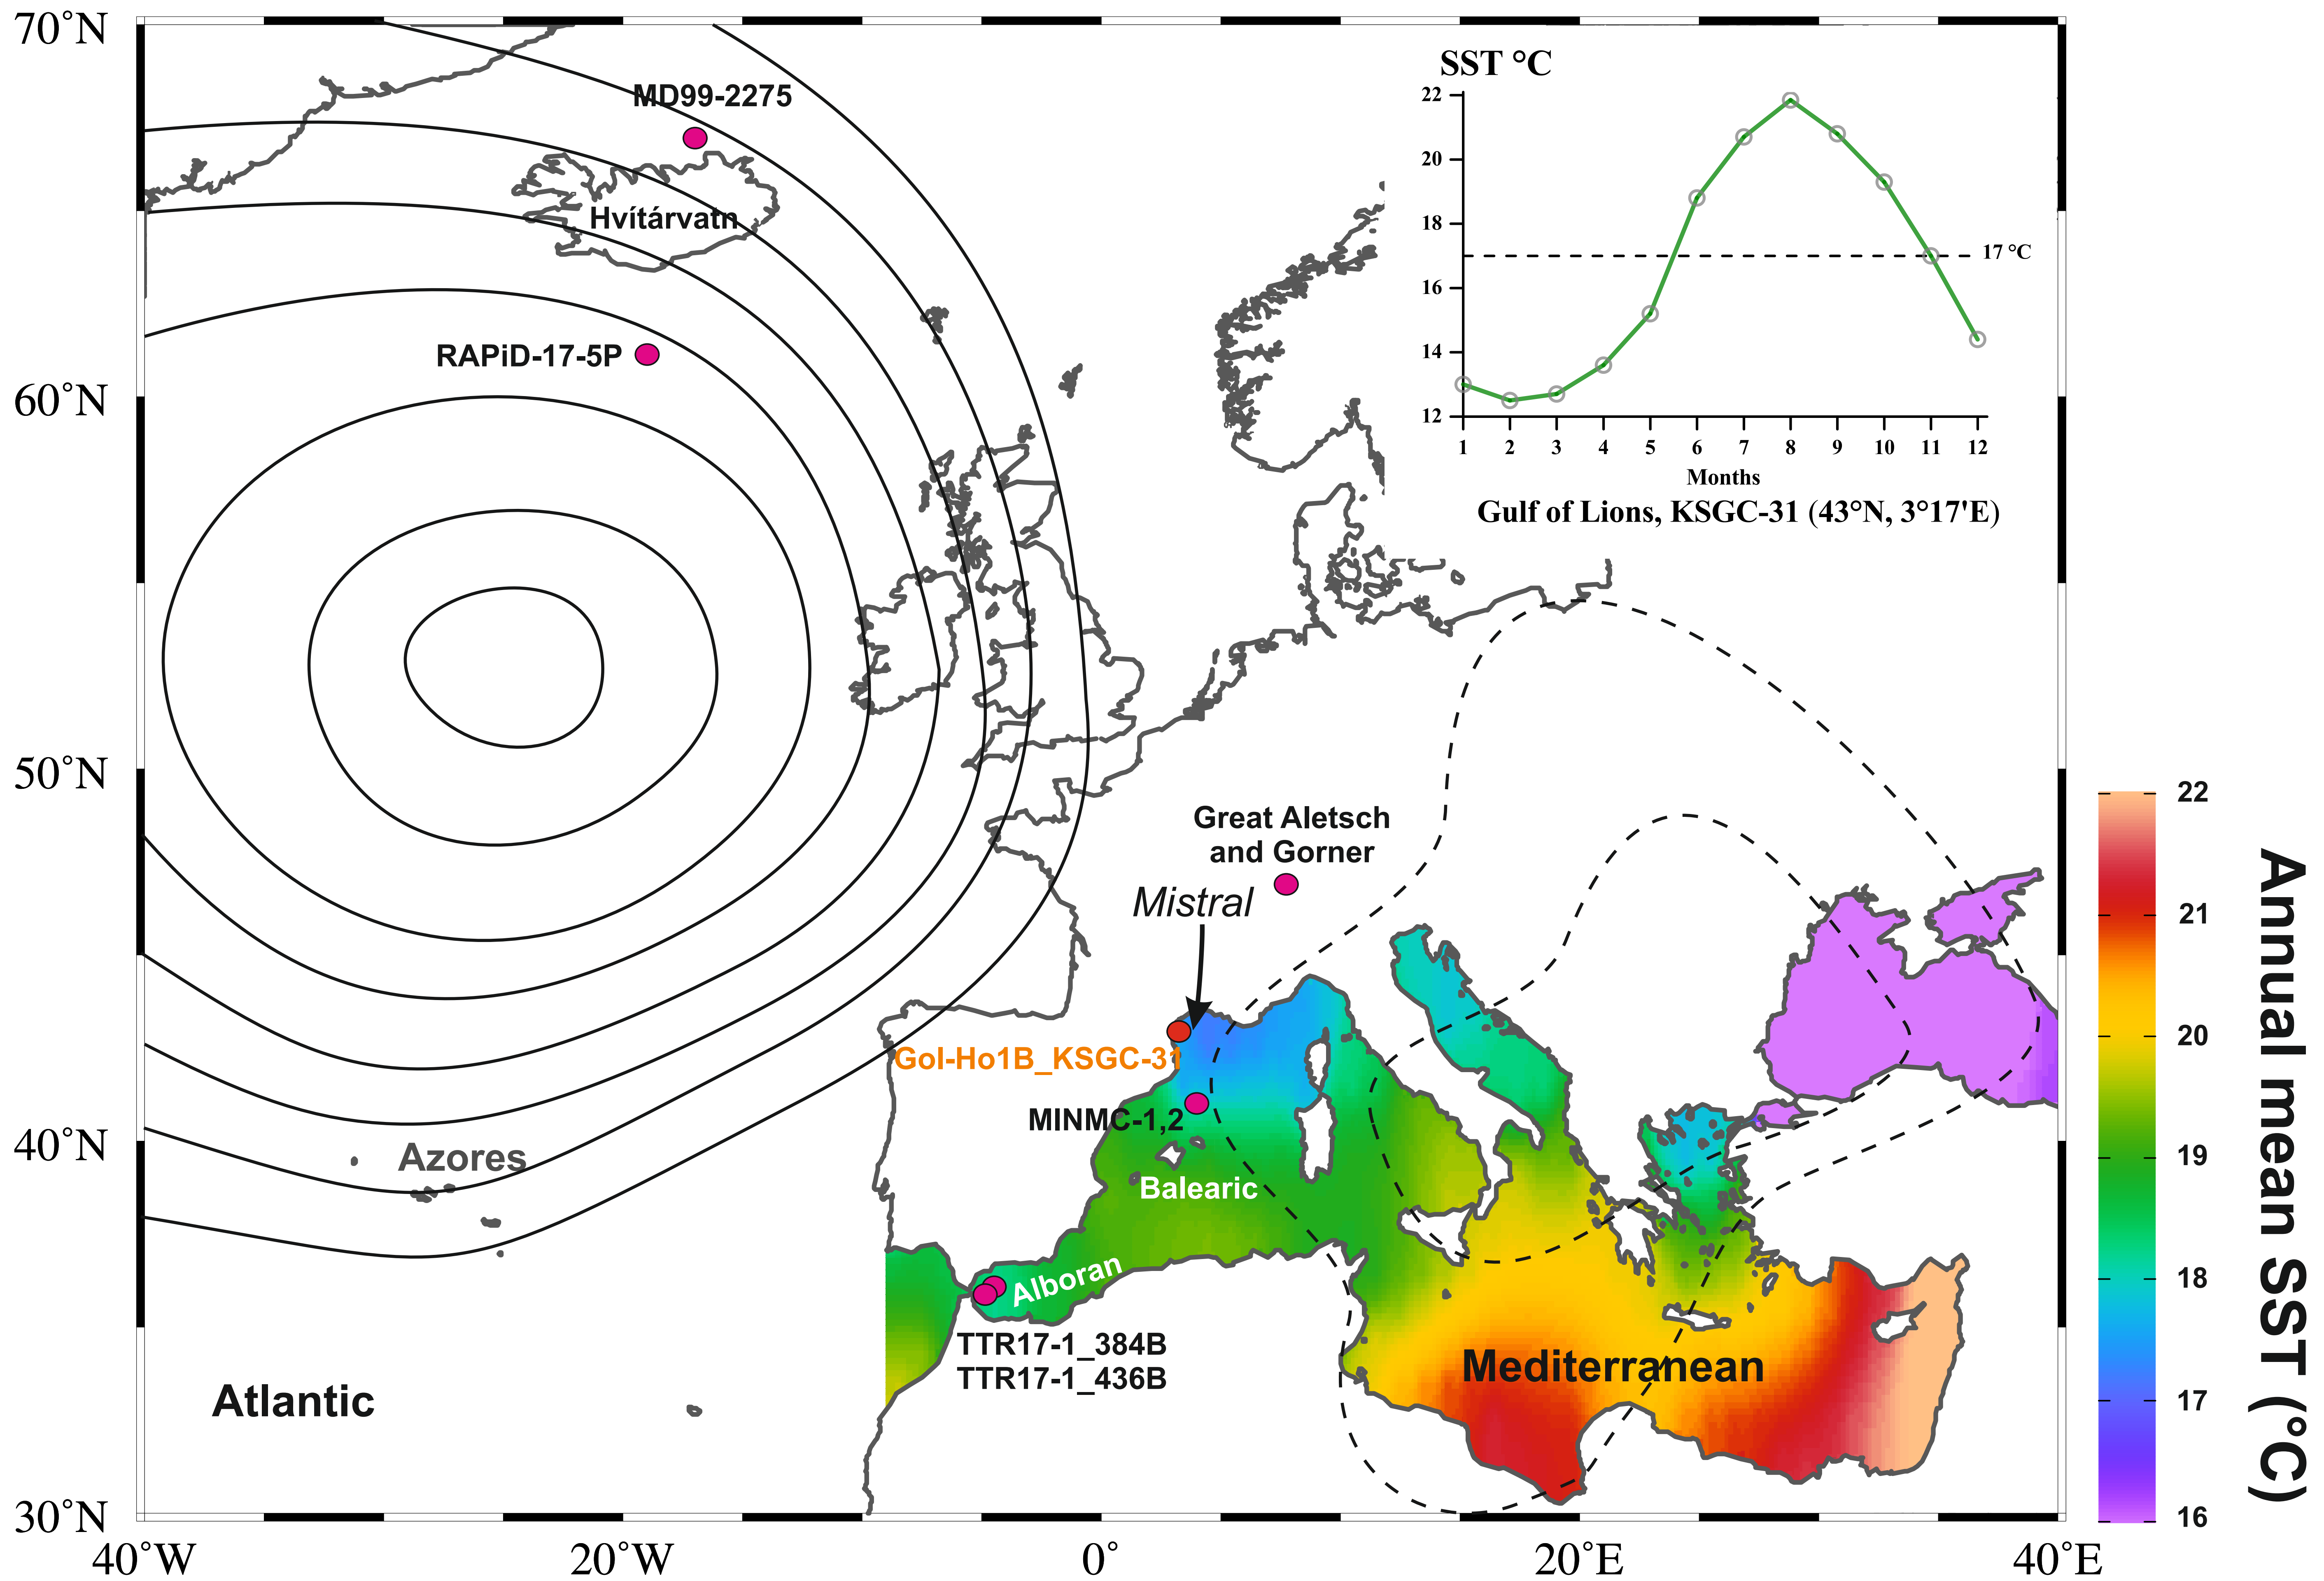 70˚N
60˚N
50˚N
40˚N
30˚N
40˚W
20˚W
0˚
20˚E
40˚E
MD99-2275
Hvítárvatn
RAPiD-17-5P
SST °C
22
20
18
16
14
12
17 °C
1 2 3 4 5 6 7 8 9 10 11 12
Months
Gulf of Lions, KSGC-31 (43°N, 3°17'E)
Great Aletsch
and Gorner
Mistral
Gol-Ho1B_KSGC-31
MINMC-1,2
Azores
Balearic
Alboran
TTR17-1_384B
TTR17-1_436B
Mediterranean
Atlantic
22
21
20
19
18
17
16
Annual mean SST (°C)